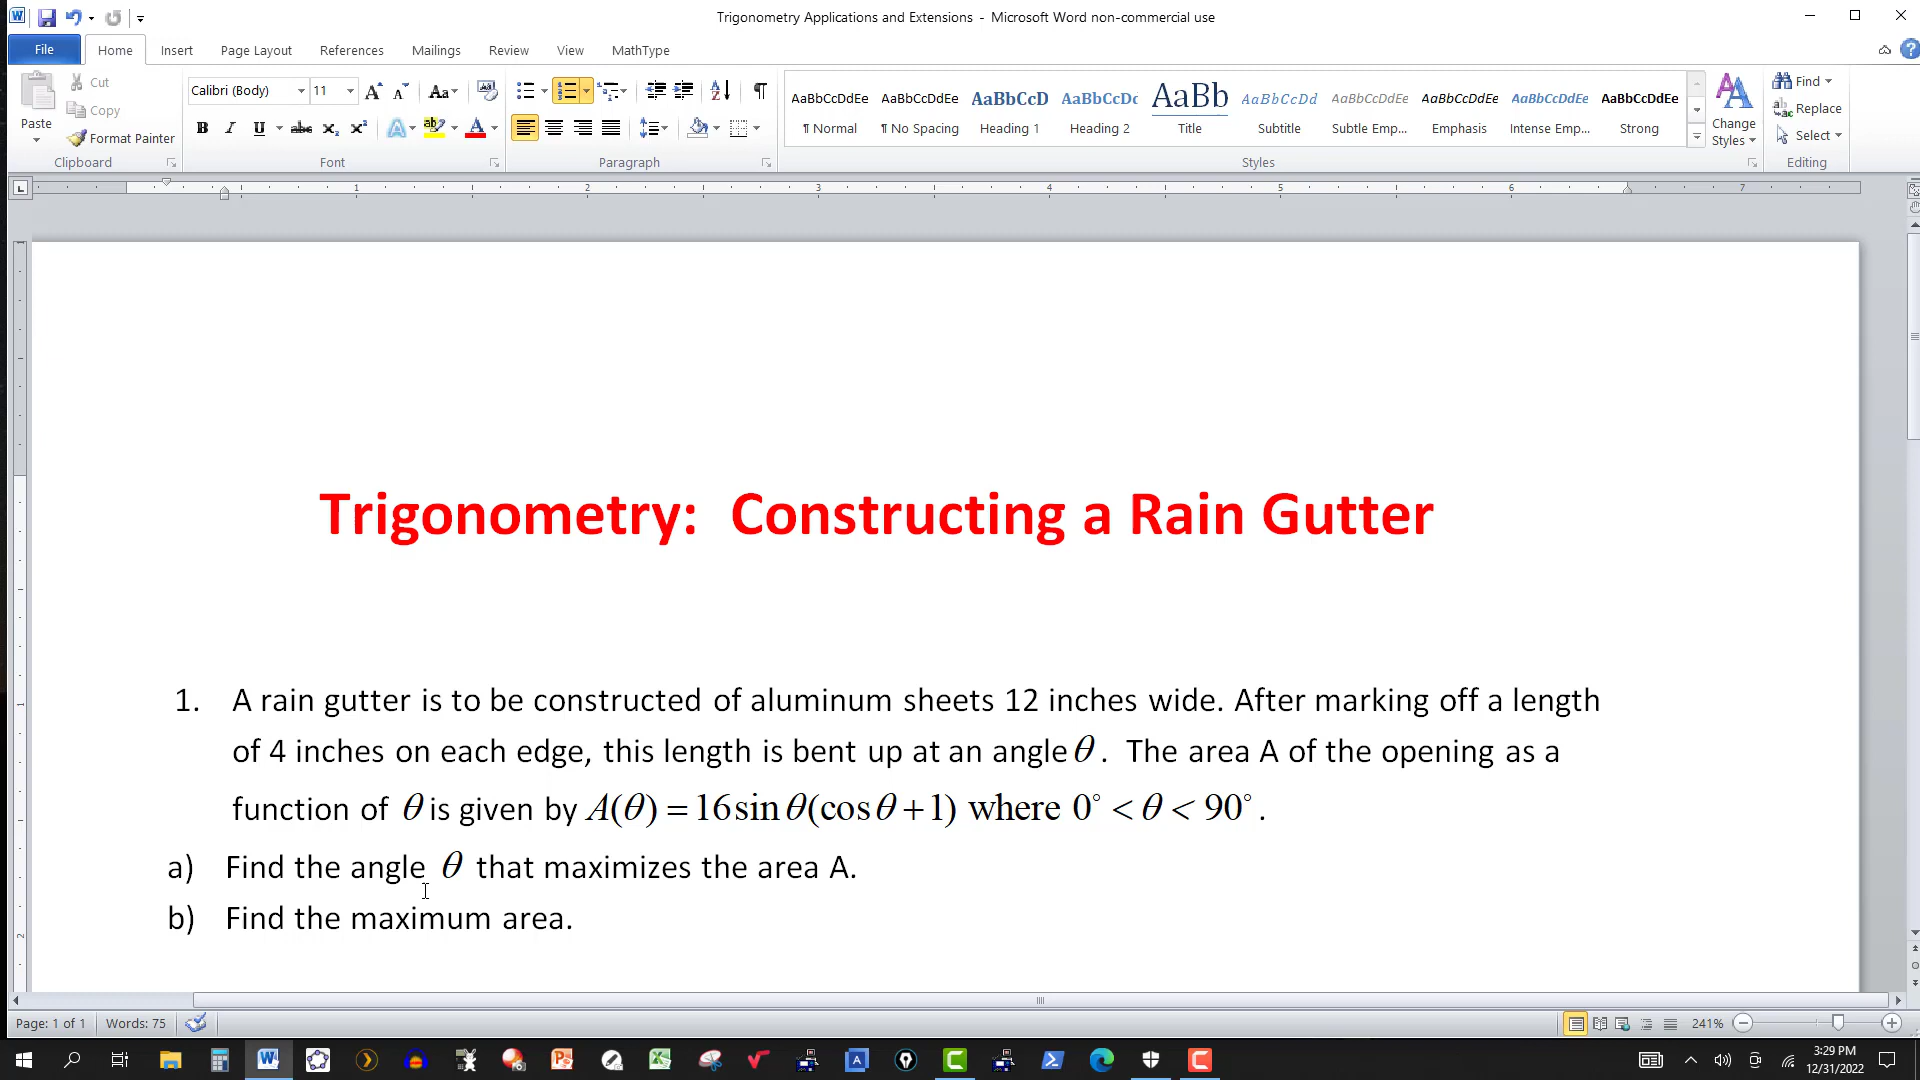 Trigonometry Applications and Extensions - Microsoft Word non-commercial use
File Home Insert Page Layout References Mailings Review View MathType
Paste
Cut
Copy
Format Painter
Clipboard
Calibri (Body) 11
Font
Paragraph
AaBbCcDdEe AaBbCcDdEe AaBbCcD AaBbCcDc AaBb AaBbCcDd AaBbCcDdEe AaBbCcDdEe AaBbCcDdEe AaBbCcDdEe
¶ Normal ¶ No Spacing Heading 1 Heading 2 Title Subtitle Subtle Emp... Emphasis Intense Emp... Strong
Styles
Change Styles
Find
Replace
Select
Editing
1 2 3 4 5 6 7
Trigonometry: Constructing a Rain Gutter
1. A rain gutter is to be constructed of aluminum sheets 12 inches wide. After marking off a length
of 4 inches on each edge, this length is bent up at an angle θ. The area A of the opening as a
function of θ is given by A(θ) = 16 sin θ(cos θ + 1) where 0° < θ < 90°.
a) Find the angle θ that maximizes the area A.
b) Find the maximum area.
Page: 1 of 1 Words: 75 241%
3:29 PM
12/31/2022